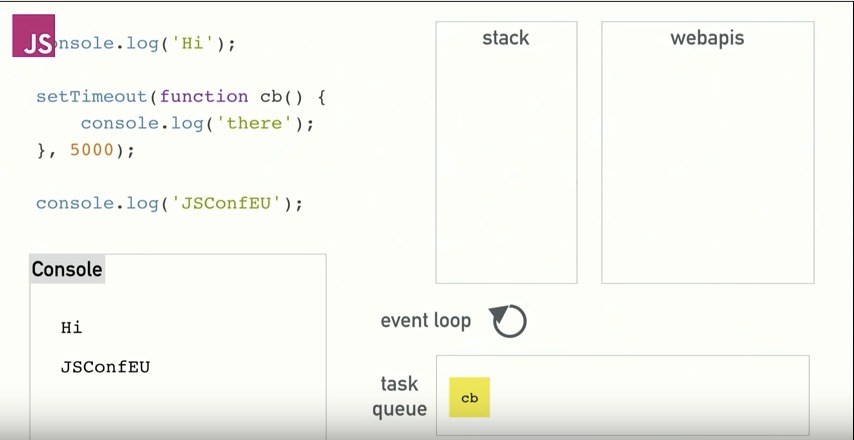 JS
onsole.log('Hi');
setTimeout(function cb() {
    console.log('there');
}, 5000);
console.log('JSConfEU');
Console
Hi
JSConfEU
stack
webapis
event loop
task
queue
cb